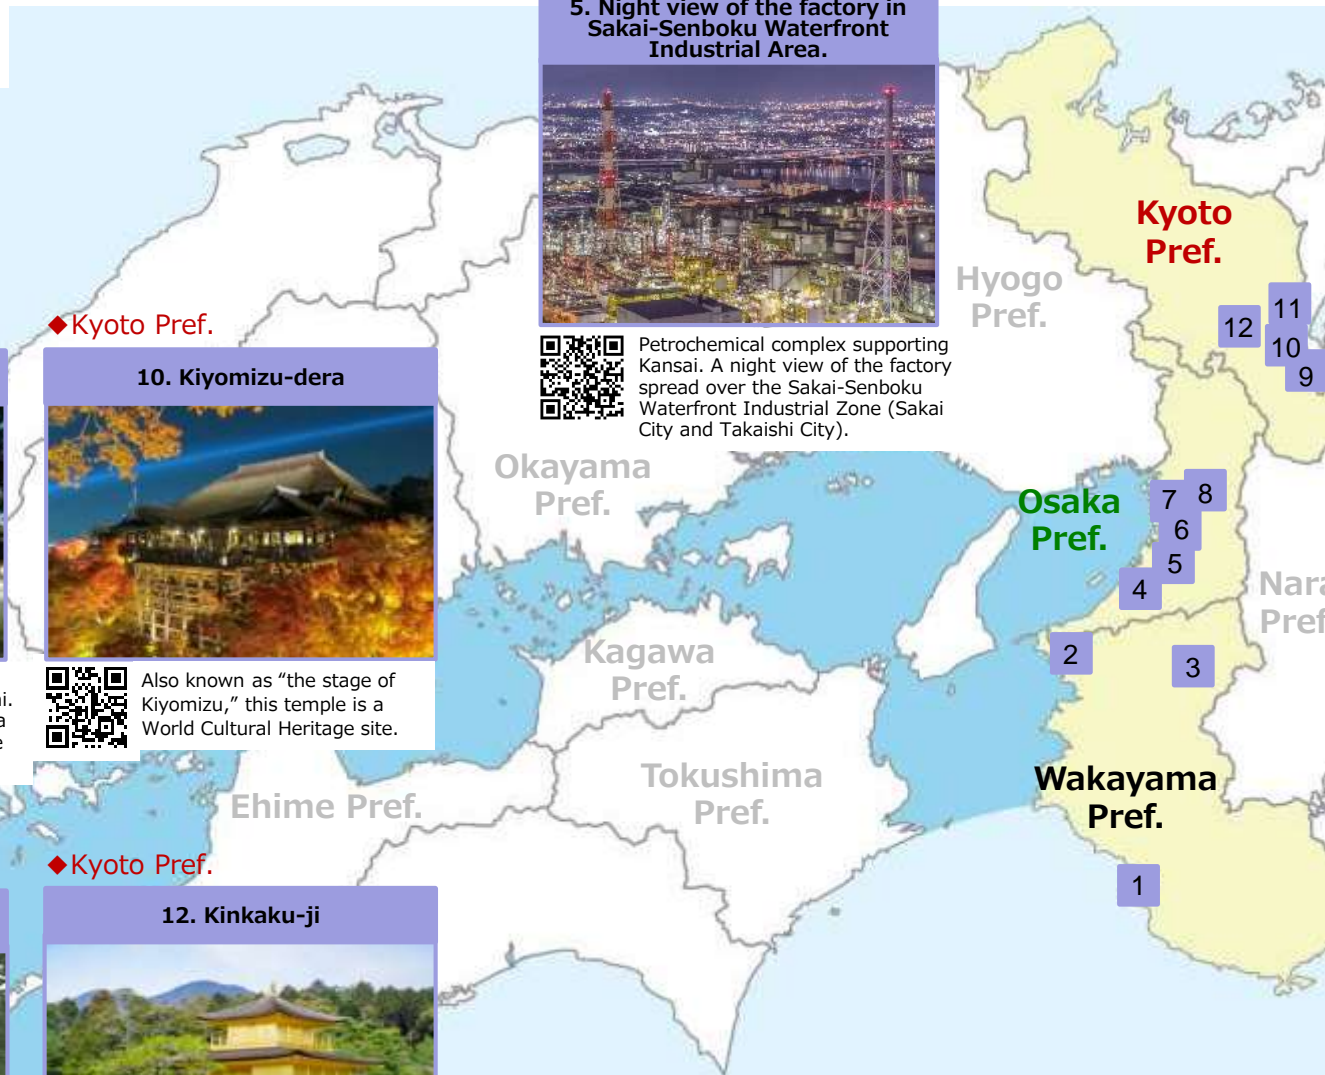 5. Night view of the factory in
Sakai-Senboku Waterfront
Industrial Area.
Petrochemical complex supporting
Kansai. A night view of the factory
spread over the Sakai-Senboku
Waterfront Industrial Zone (Sakai
City and Takaishi City).
◆Kyoto Pref.
10. Kiyomizu-dera
Also known as “the stage of
Kiyomizu,” this temple is a
World Cultural Heritage site.
◆Kyoto Pref.
12. Kinkaku-ji
Kyoto
Pref.
Hyogo
Pref.
11
12
10
9
Okayama
Pref.
Osaka
Pref.
7
8
6
5
4
Nara
Pref
2
3
Kagawa
Pref.
Tokushima
Pref.
Ehime Pref.
Wakayama
Pref.
1